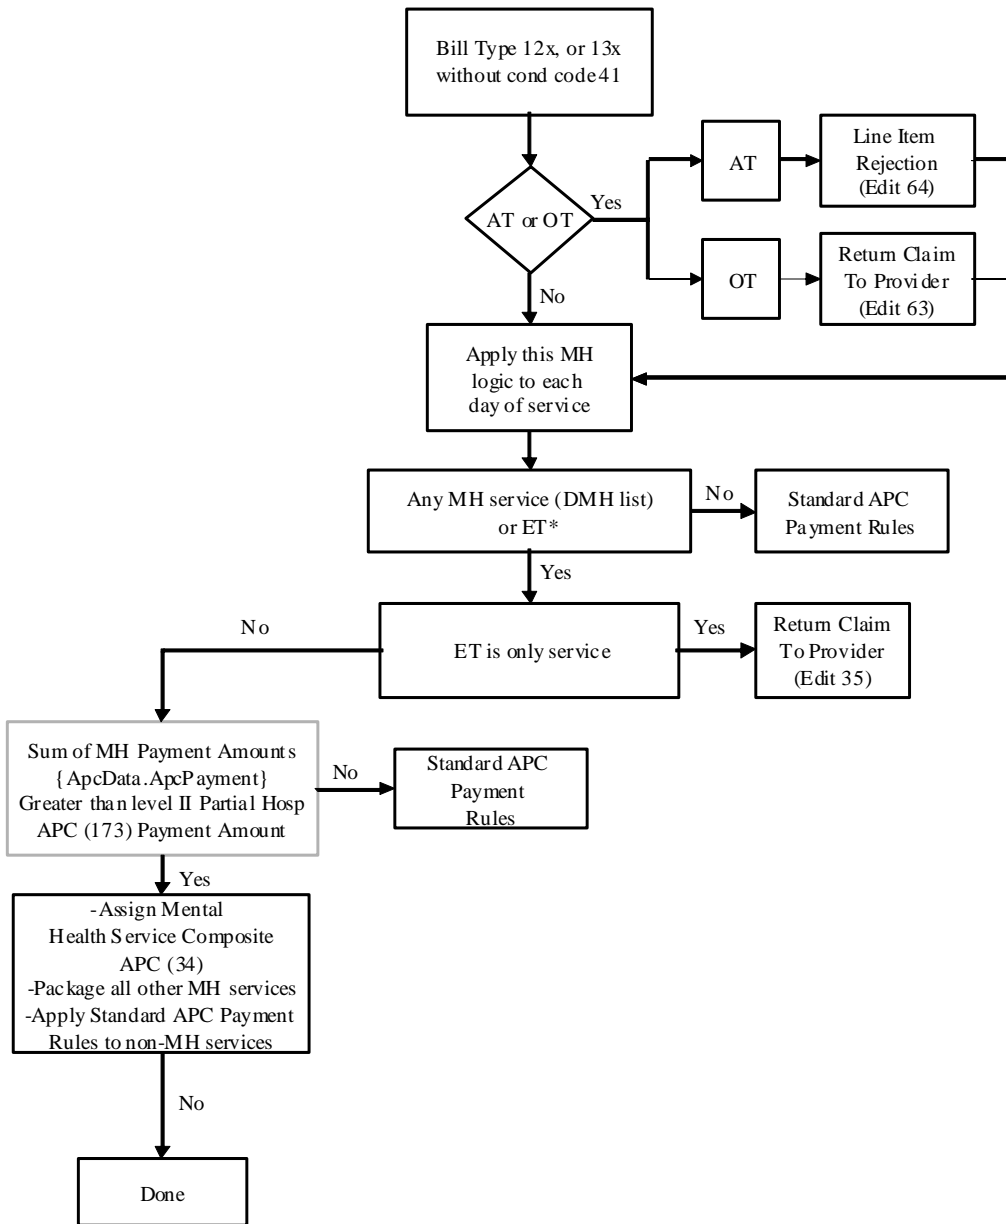 Bill Type 12x, or 13x
without cond code 41
AT or OT
Yes
AT
Line Item
Rejection
(Edit 64)
OT
Return Claim
To Provider
(Edit 63)
No
Apply this MH
logic to each
day of service
Any MH service (DMH list)
or ET*
No
Standard APC
Payment Rules
Yes
ET is only service
Yes
Return Claim
To Provider
(Edit 35)
No
Sum of MH Payment Amounts
{ApcData.ApcPayment}
Greater than level II Partial Hosp
APC (173) Payment Amount
No
Standard APC
Payment
Rules
Yes
-Assign Mental
Health Service Composite
APC (34)
-Package all other MH services
-Apply Standard APC Payment
Rules to non-MH services
No
Done